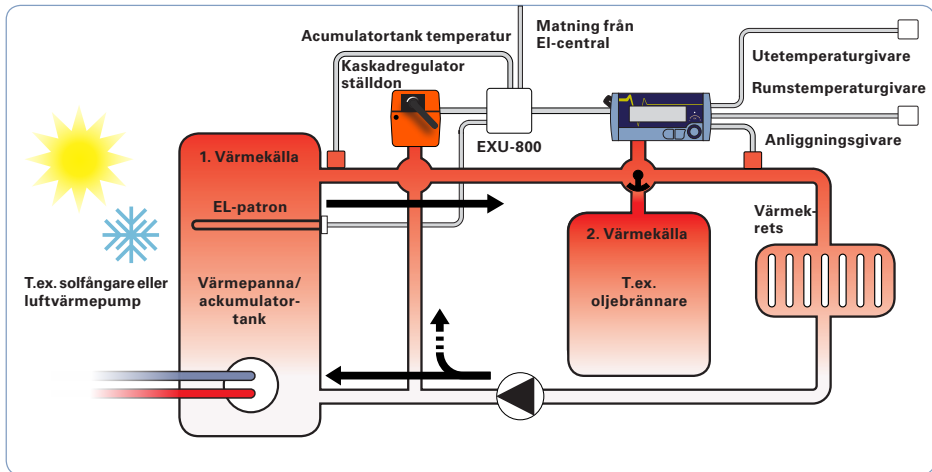 Acumulatortank temperatur
Kaskadregulator
ställdon
Matning från
El-central
Utetemperaturgivare
Rumstemperaturgivare
EXU-800
Anliggningsgivare
1. Värmekälla
EL-patron
Värmepanna/
ackumulator-
tank
T.ex. solfångare eller
luftvärmepump
2. Värmekälla
T.ex.
oljebrännare
Värmek-
rets